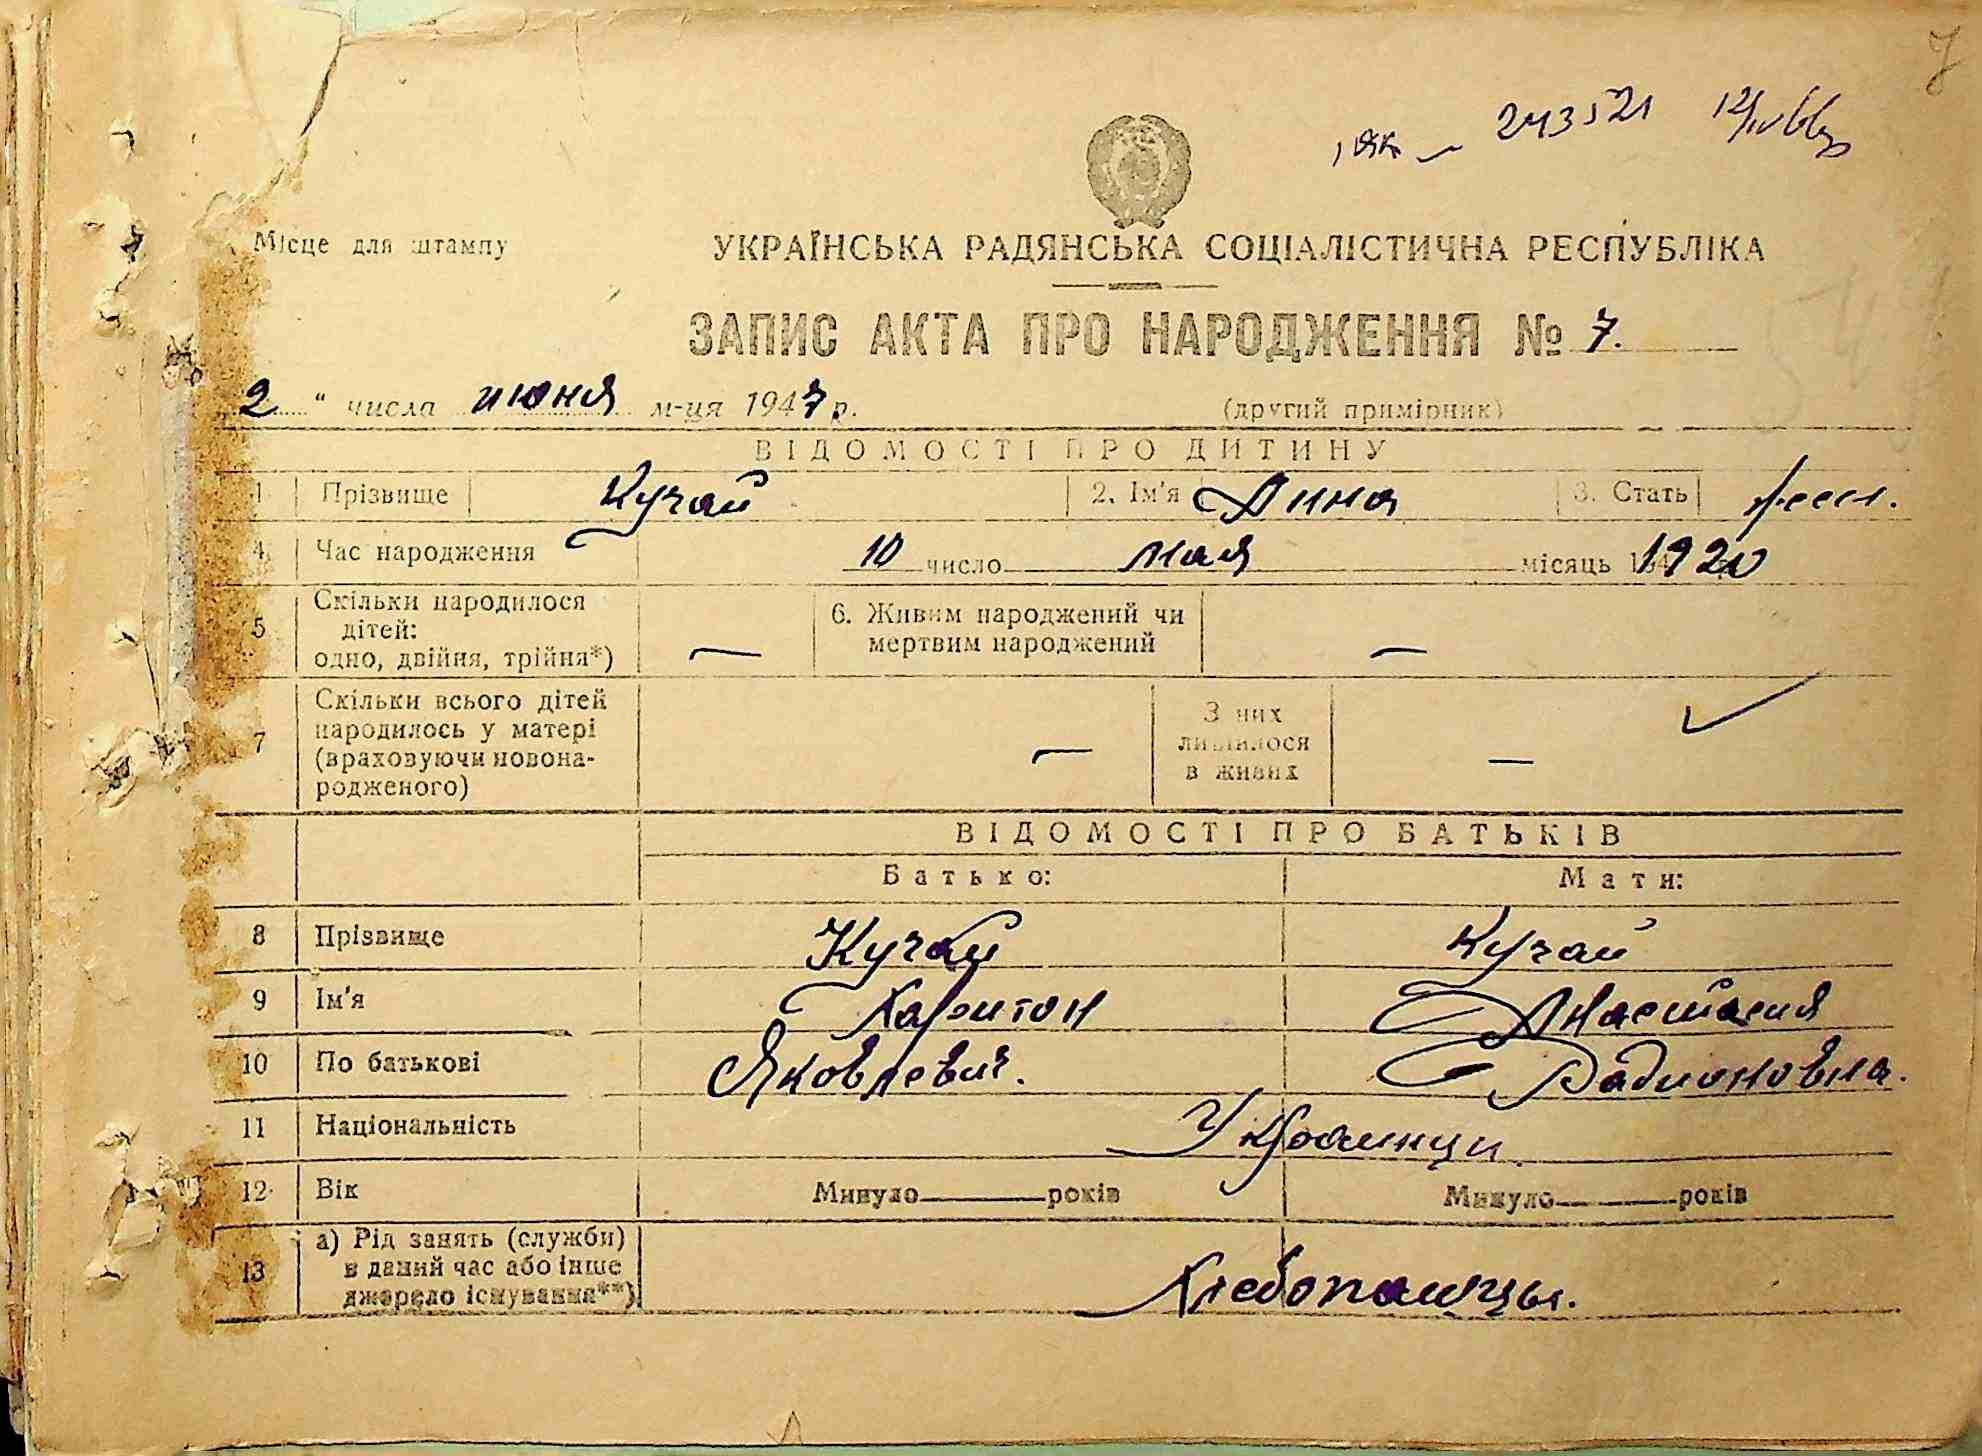 7
243521 12/IV 66
Місце для штампу УКРАЇНСЬКА РАДЯНСЬКА СОЦІАЛІСТИЧНА РЕСПУБЛІКА
ЗАПИС АКТА ПРО НАРОДЖЕННЯ № 7.
„2“ числа июня м-ця 1947 р. (другий примірник)
ВІДОМОСТІ ПРО ДИТИНУ
1 Прізвище Кучай 2. Ім'я Дина 3. Стать жен.
4 Час народження 10 число мая місяць 1920
5 Скільки народилося дітей: одно, двійня, трійня*) — 6. Живим народжений чи мертвим народжений —
7 Скільки всього дітей народилось у матері (враховуючи новонародженого) — З них лишилося в живих —
ВІДОМОСТІ ПРО БАТЬКІВ
Батько: Мати:
8 Прізвище Кучай Кучай
9 Ім'я Харитон Анастасия
10 По батькові Яковлевич. Радионовна.
11 Національність Украинци.
12 Вік Минуло років Минуло років
13 а) Рід занять (служби) в даний час або інше джерело існування**) Хлебопашцы.